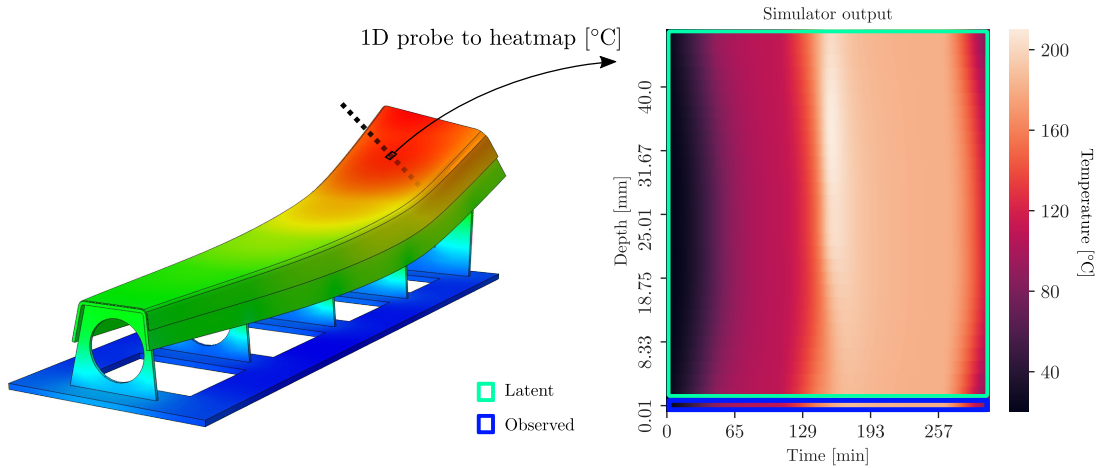 Simulator output
1D probe to heatmap [°C]
40.0
31.67
25.01
18.75
8.33
0.01
Depth [mm]
0
65
129
193
257
Time [min]
200
160
120
80
40
Temperature [°C]
Latent
Observed